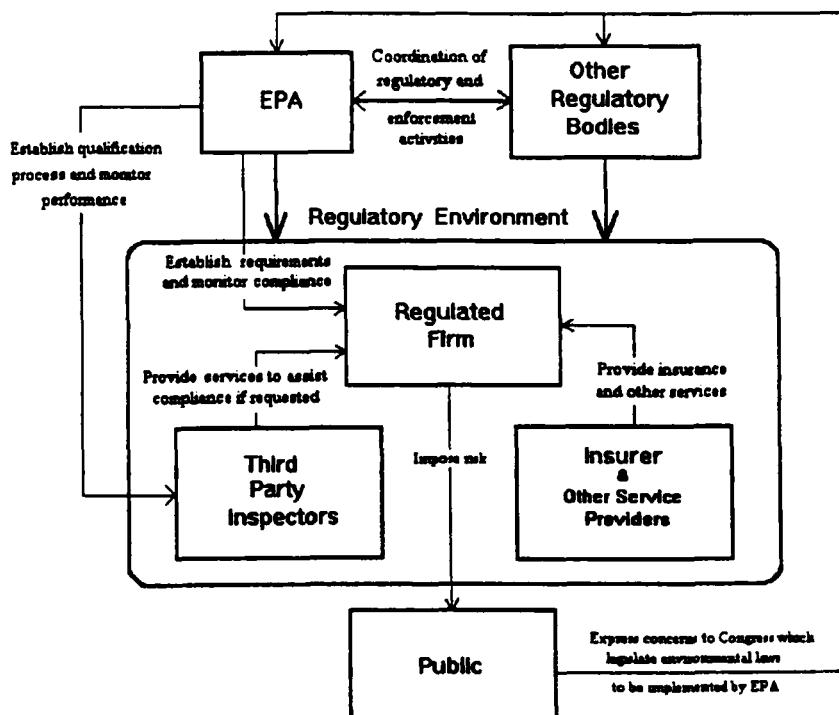 EPA
Coordination of
regulatory and
enforcement
activities
Other
Regulatory
Bodies
Establish qualification
process and monitor
performance
Regulatory Environment
Establish requirements
and monitor compliance
Regulated
Firm
Provide services to assist
compliance if requested
Provide insurance
and other services
Third
Party
Inspectors
Impose risk
Insurer
&
Other Service
Providers
Public
Express concerns to Congress which
legislate environmental laws
to be implemented by EPA